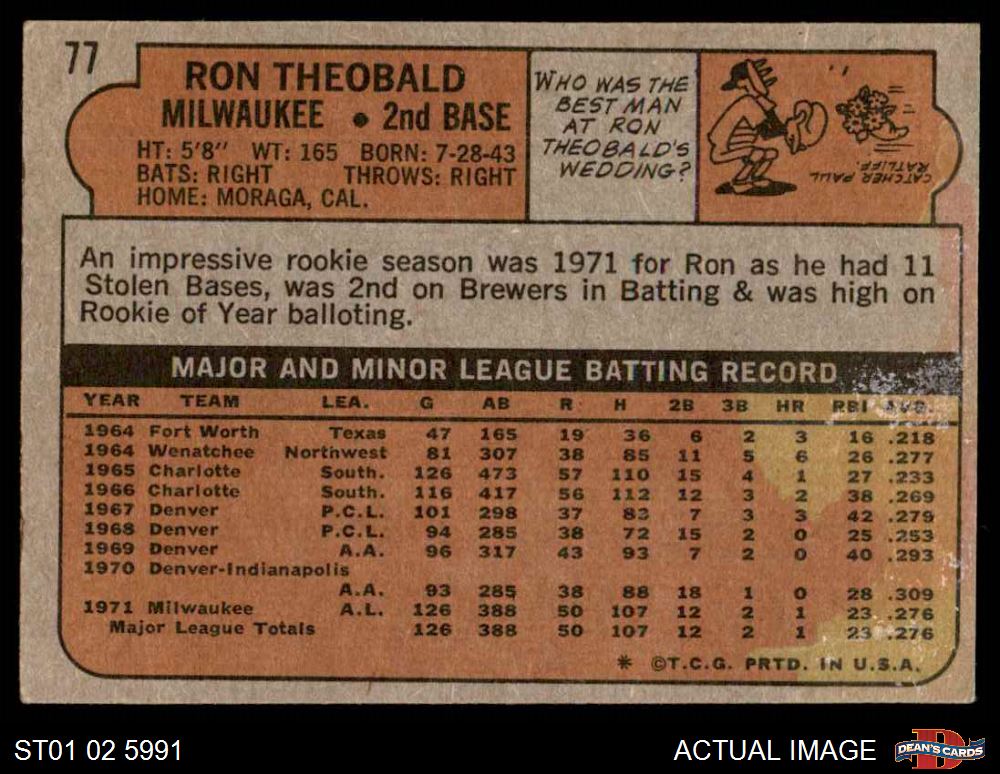 77
RON THEOBALD
MILWAUKEE • 2nd BASE
HT: 5'8" WT: 165 BORN: 7-28-43
BATS: RIGHT THROWS: RIGHT
HOME: MORAGA, CAL.
WHO WAS THE
BEST MAN
AT RON
THEOBALD'S
WEDDING?
CATCHER PAUL
RATLIFF.
An impressive rookie season was 1971 for Ron as he had 11
Stolen Bases, was 2nd on Brewers in Batting & was high on
Rookie of Year balloting.
MAJOR AND MINOR LEAGUE BATTING RECORD
YEAR TEAM LEA. G AB R H 2B 3B HR RBI AVG.
1964 Fort Worth Texas 47 165 19 36 6 2 3 16 .218
1964 Wenatchee Northwest 81 307 38 85 11 5 6 26 .277
1965 Charlotte South. 126 473 57 110 15 4 1 27 .233
1966 Charlotte South. 116 417 56 112 12 3 2 38 .269
1967 Denver P.C.L. 101 298 37 83 7 3 3 42 .279
1968 Denver P.C.L. 94 285 38 72 15 2 0 25 .253
1969 Denver A.A. 96 317 43 93 7 2 0 40 .293
1970 Denver-Indianapolis
A.A. 93 285 38 88 18 1 0 28 .309
1971 Milwaukee A.L. 126 388 50 107 12 2 1 23 .276
Major League Totals 126 388 50 107 12 2 1 23 .276
* ©T.C.G. PRTD. IN U.S.A.
ST01 02 5991
ACTUAL IMAGE
DEAN'S CARDS